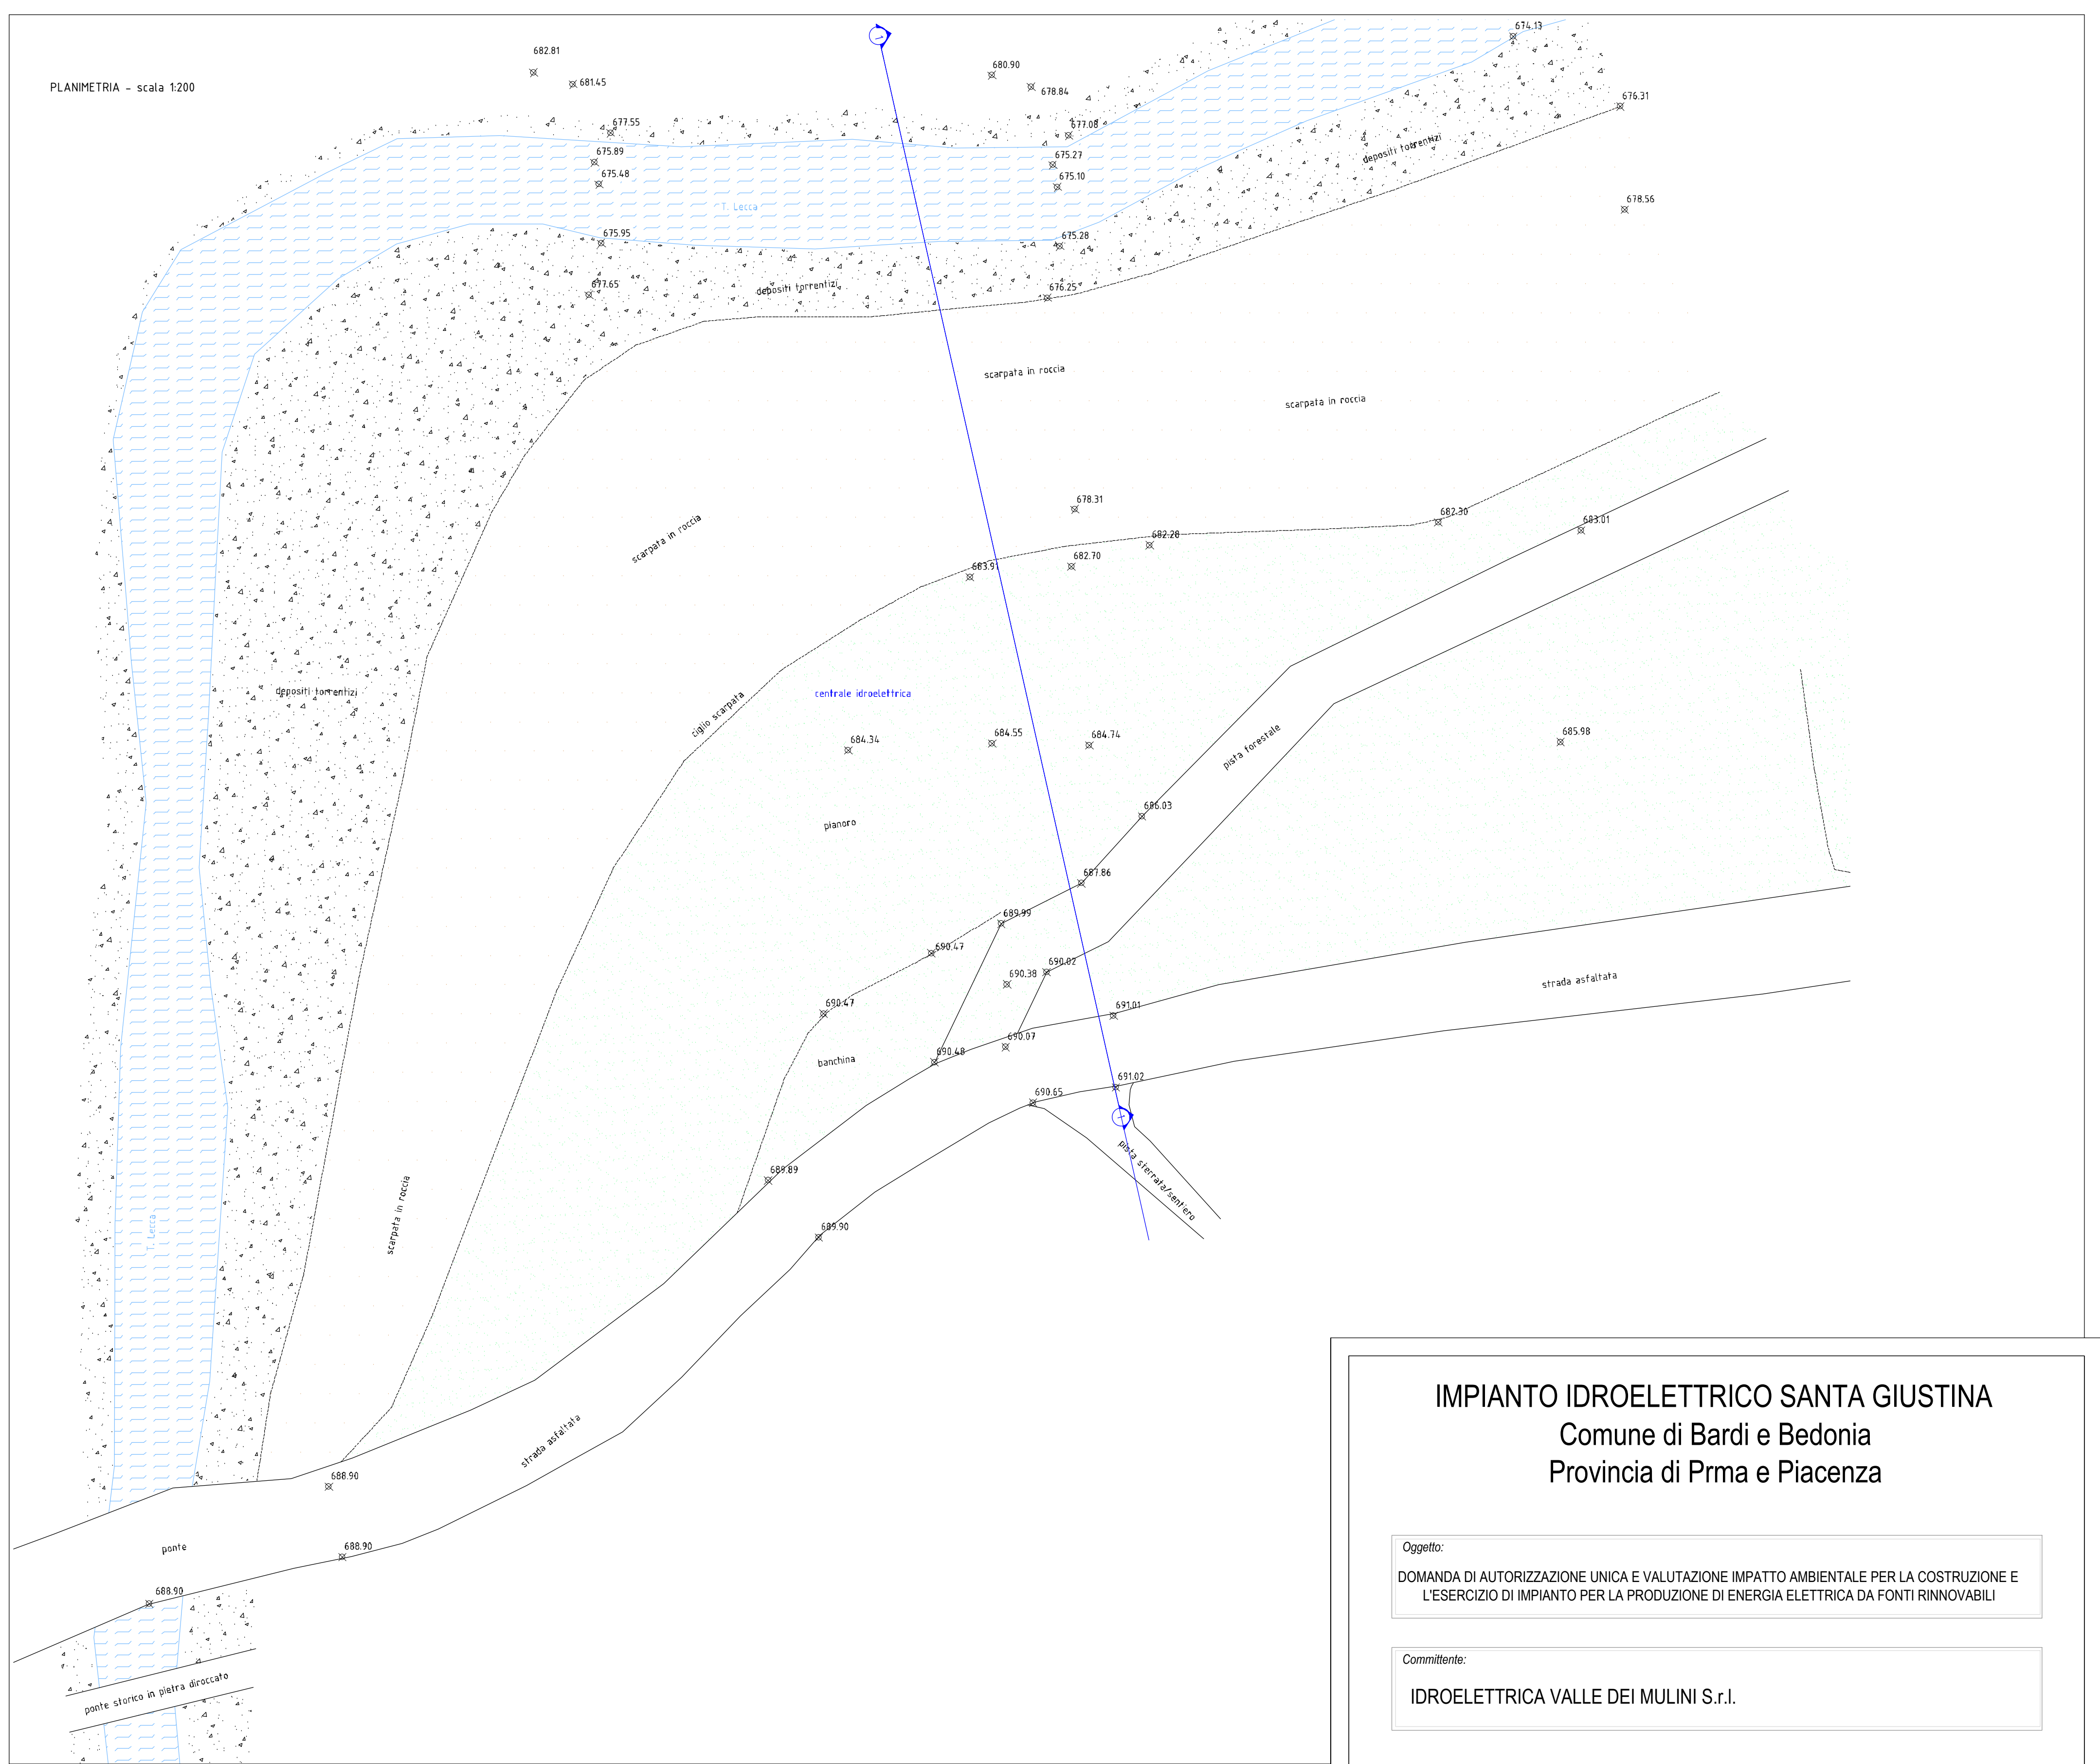 PLANIMETRIA - scala 1:200
682.81
681.45
680.90
678.84
674.13
676.31
677.55
677.08
675.89
675.27
675.48
675.10
depositi torrentizi
678.56
T. Lecca
675.95
675.28
677.65
depositi torrentizi
676.25
scarpata in roccia
scarpata in roccia
678.31
scarpata in roccia
682.30
683.01
682.28
682.70
683.91
depositi torrentizi
ciglio scarpata
centrale idroelettrica
684.34
684.55
684.74
pista forestale
685.98
686.03
pianoro
687.86
689.99
690.47
690.02
690.38
strada asfaltata
690.47
691.01
690.48
690.07
banchina
691.02
690.65
1
1
pista sterrata/sentiero
689.89
689.90
scarpata in roccia
T. Lecca
strada asfaltata
688.90
ponte
688.90
688.90
ponte storico in pietra diroccato
IMPIANTO IDROELETTRICO SANTA GIUSTINA
Comune di Bardi e Bedonia
Provincia di Prma e Piacenza
Oggetto:
DOMANDA DI AUTORIZZAZIONE UNICA E VALUTAZIONE IMPATTO AMBIENTALE PER LA COSTRUZIONE E
L'ESERCIZIO DI IMPIANTO PER LA PRODUZIONE DI ENERGIA ELETTRICA DA FONTI RINNOVABILI
Committente:
IDROELETTRICA VALLE DEI MULINI S.r.l.